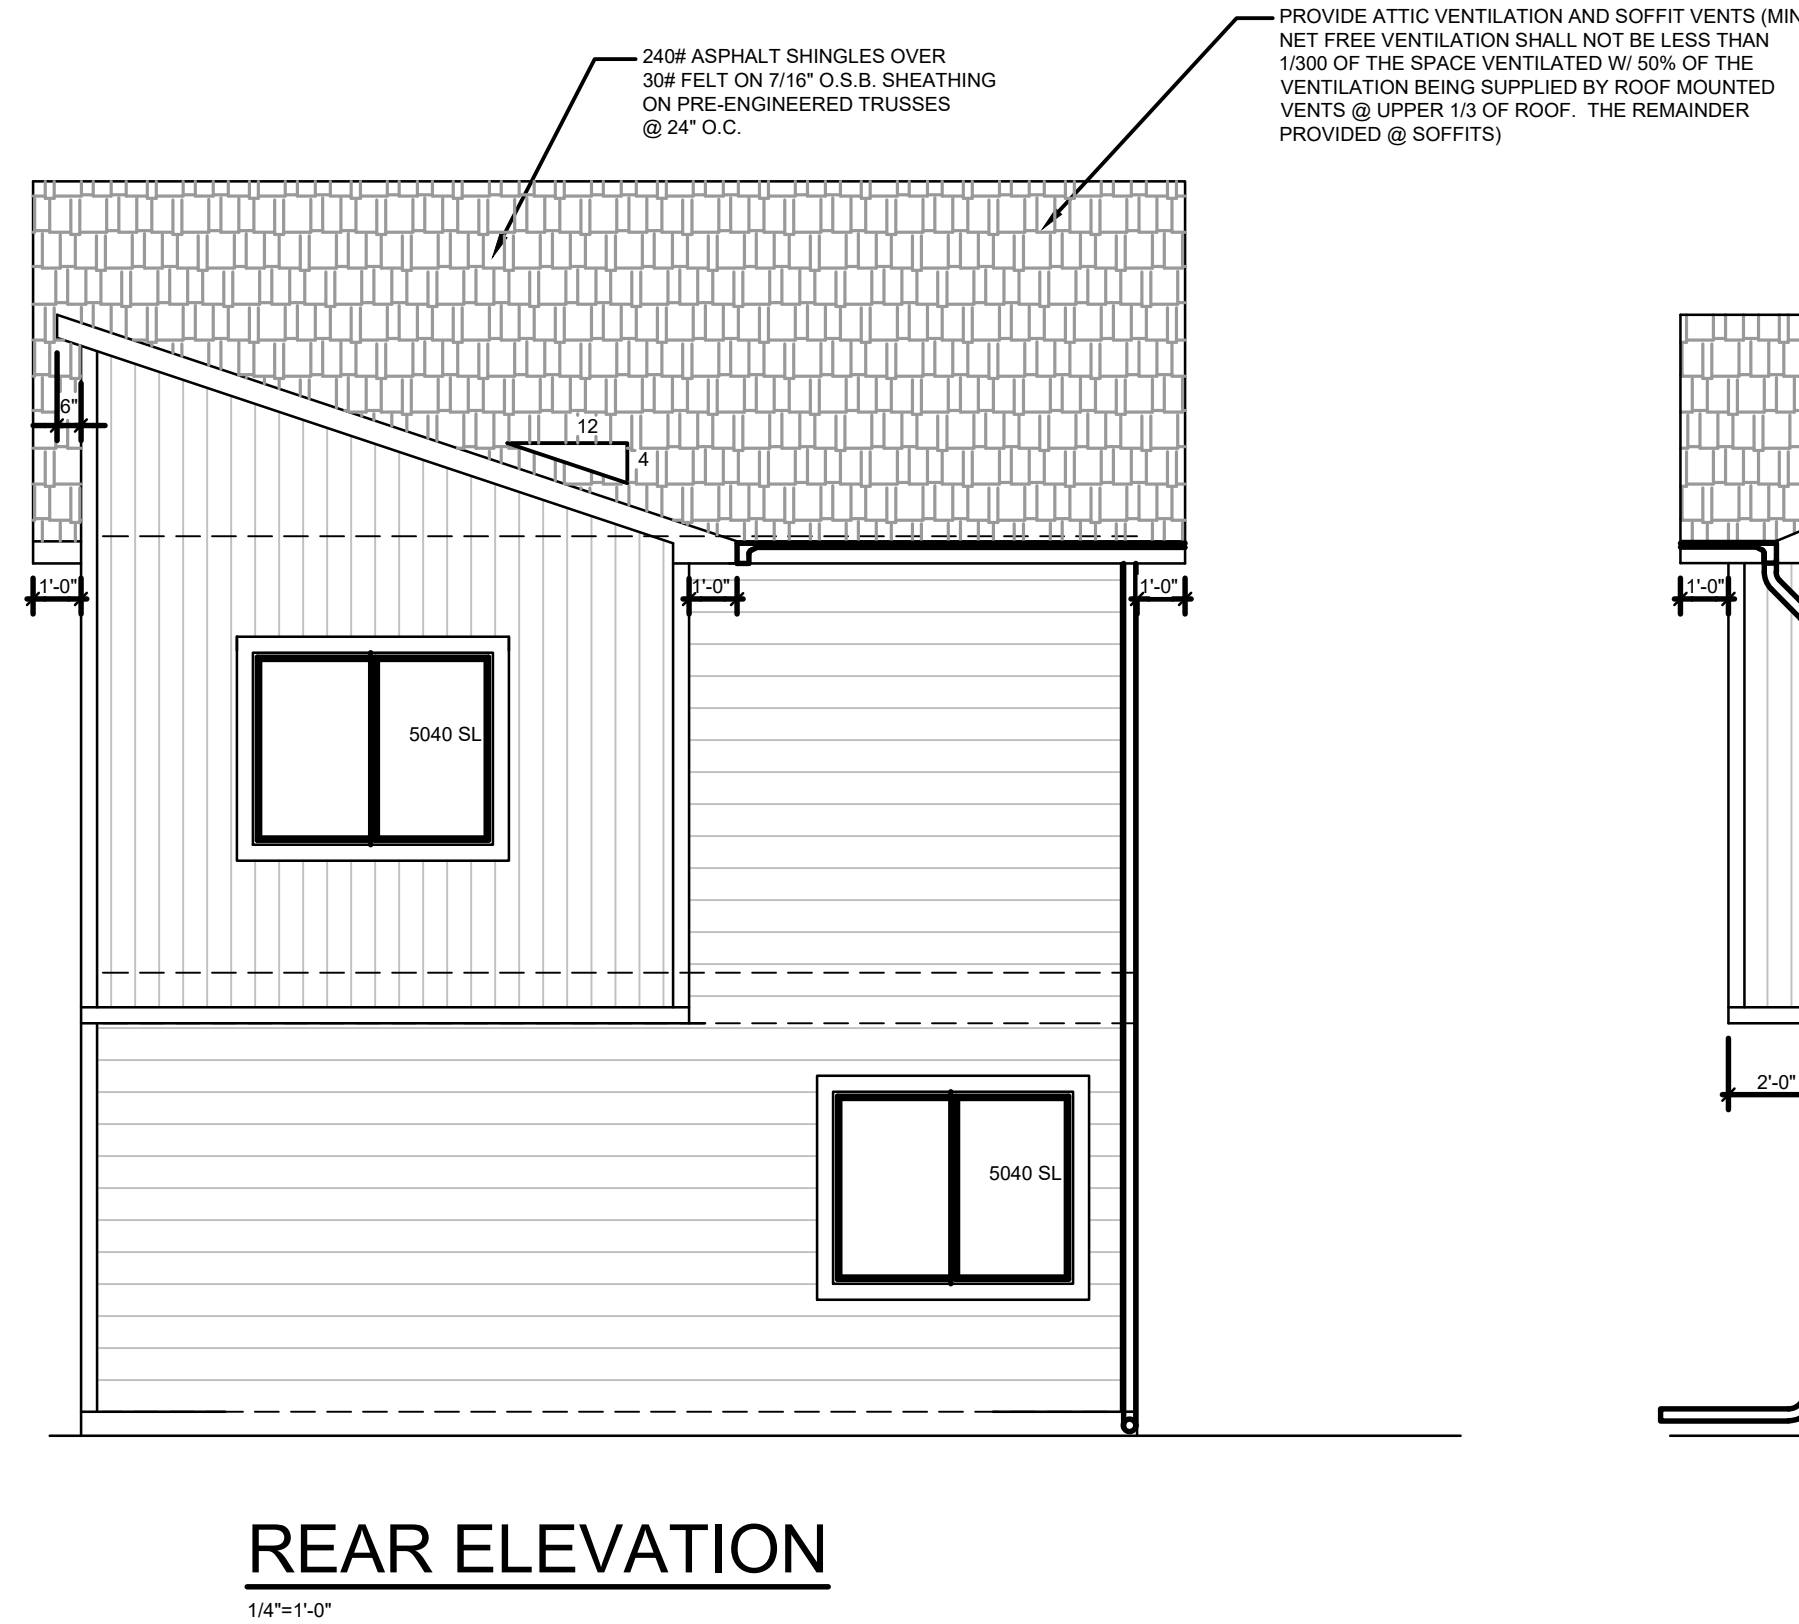 240# ASPHALT SHINGLES OVER
30# FELT ON 7/16" O.S.B. SHEATHING
ON PRE-ENGINEERED TRUSSES
@ 24" O.C.
PROVIDE ATTIC VENTILATION AND SOFFIT VENTS (MIN
NET FREE VENTILATION SHALL NOT BE LESS THAN
1/300 OF THE SPACE VENTILATED W/ 50% OF THE
VENTILATION BEING SUPPLIED BY ROOF MOUNTED
VENTS @ UPPER 1/3 OF ROOF. THE REMAINDER
PROVIDED @ SOFFITS)
6"
12
4
1'-0"
1'-0"
1'-0"
1'-0"
5040 SL
2'-0"
5040 SL
REAR ELEVATION
1/4"=1'-0"